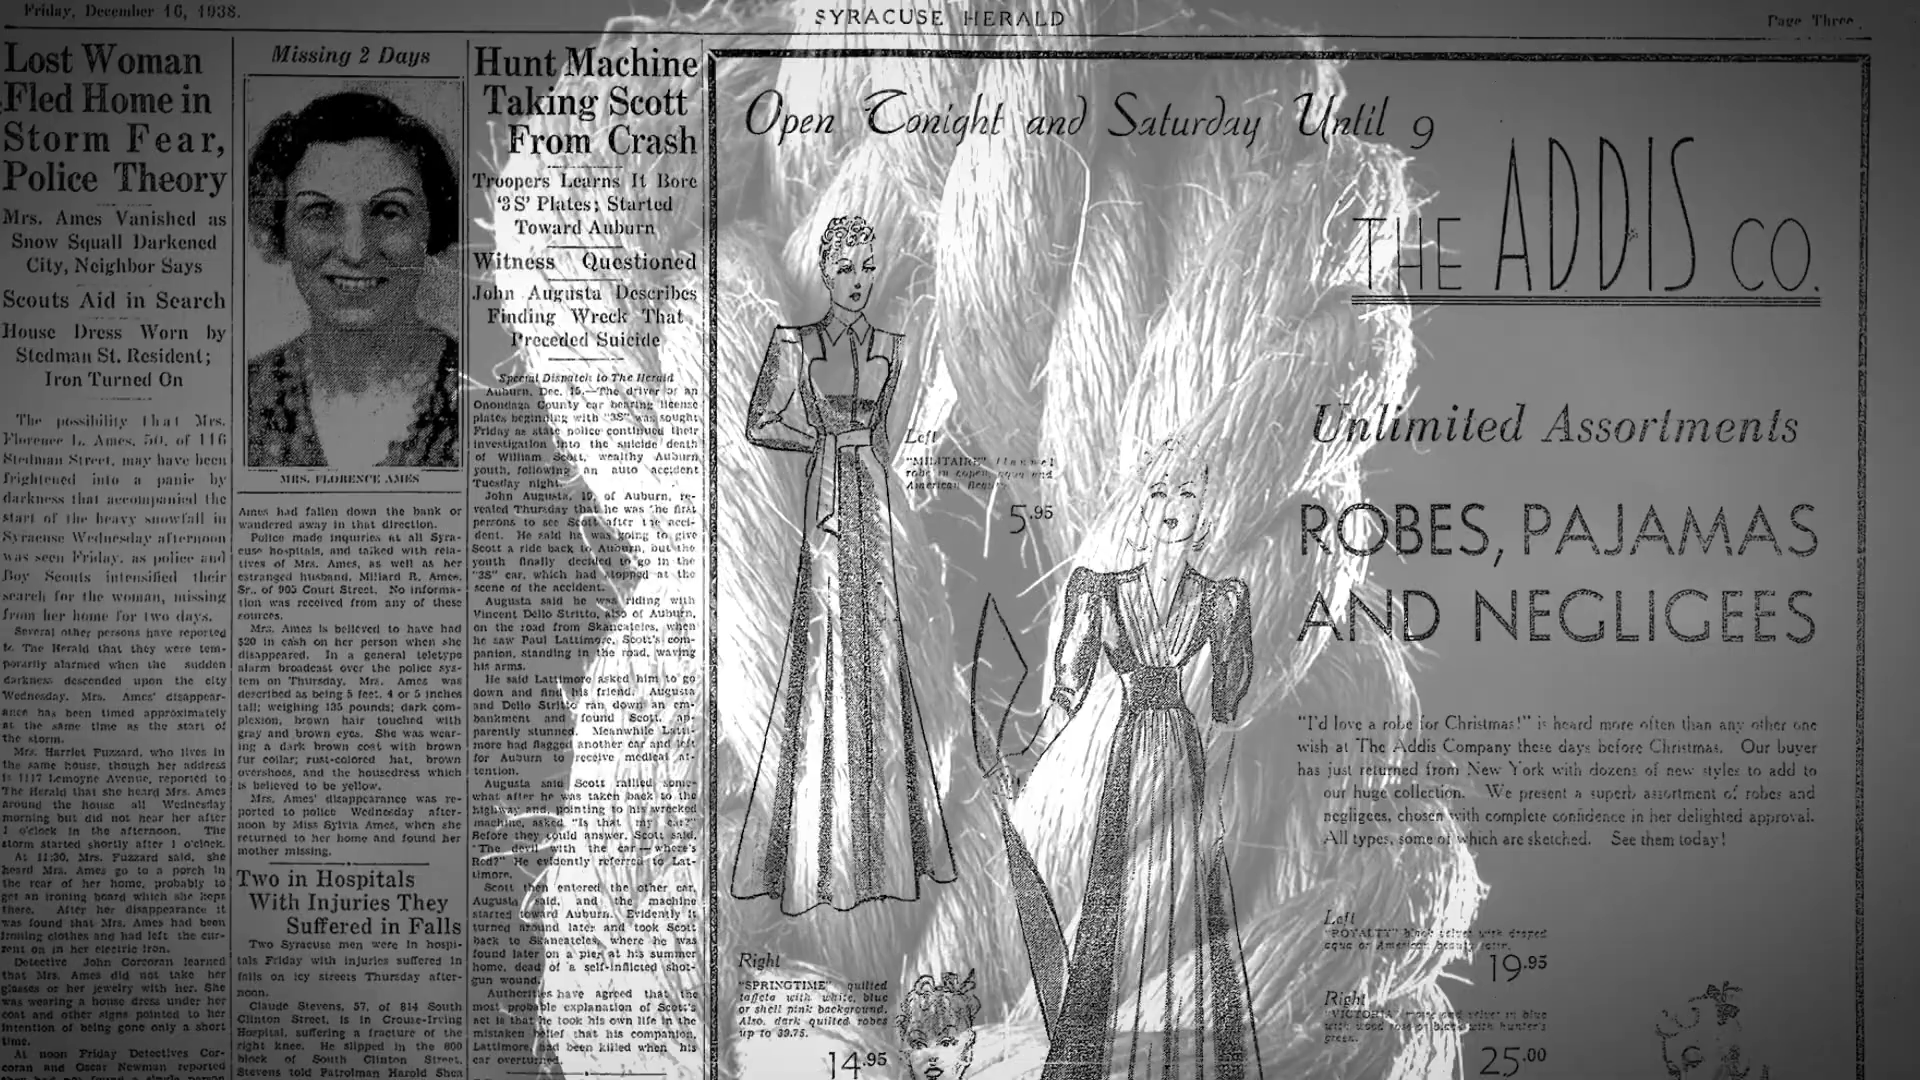 Friday, December 16, 1938.
SYRACUSE HERALD
Page Three
Lost Woman
Fled Home in
Storm Fear,
Police Theory
Mrs. Ames Vanished as
Snow Squall Darkened
City, Neighbor Says
Scouts Aid in Search
House Dress Worn by
Stedman St. Resident;
Iron Turned On
The possibility that Mrs.
Florence L. Ames, 50, of 116
Stedman Street, may have been
frightened into a panic by
darkness that accompanied the
start of the heavy snowfall in
Syracuse Wednesday afternoon
was seen Friday, as police and
Boy Scouts intensified their
search for the woman, missing
from her home for two days.
Several other persons have reported
to The Herald that they were tem-
porarily alarmed when the sudden
darkness descended upon the city
Wednesday. Mrs. Ames' disappear-
ance has been timed approximately
at the same time as the start of
the storm.
Mrs. Harriet Fuzzard, who lives in
the same house, though her address
is 1117 Lemoyne Avenue, reported to
The Herald that she heard Mrs. Ames
around the house all Wednesday
morning but did not hear her after
1 o'clock in the afternoon. The
storm started shortly after 1 o'clock.
At 11:30, Mrs. Fuzzard said, she
heard Mrs. Ames go to a porch in
the rear of her home, probably to
get an ironing board which she kept
there. After her disappearance it
was found that Mrs. Ames had been
ironing clothes and had left the cur-
rent on in her electric iron.
Detective John Corcoran learned
that Mrs. Ames did not take her
glasses or her jewelry with her. She
was wearing a house dress under her
coat and other signs pointed to her
intention of being gone only a short
time.
At noon Friday Detectives Cor-
coran and Oscar Newman reported
Missing 2 Days
MRS. FLORENCE AMES
Ames had fallen down the bank or
wandered away in that direction.
Police made inquiries at all Syra-
cuse hospitals, and talked with rela-
tives of Mrs. Ames, as well as her
estranged husband, Millard R. Ames,
Sr., of 905 Court Street. No informa-
tion was received from any of these
sources.
Mrs. Ames is believed to have had
$20 in cash on her person when she
disappeared. In a general teletype
alarm broadcast over the police sys-
tem on Thursday, Mrs. Ames was
described as being 5 feet, 4 or 5 inches
tall; weighing 135 pounds; dark com-
plexion, brown hair touched with
gray and brown eyes. She was wear-
ing a dark brown coat with brown
fur collar; rust-colored hat, brown
overshoes, and the housedress which
is believed to be yellow.
Mrs. Ames' disappearance was re-
ported to police Wednesday after-
noon by Miss Sylvia Ames, when she
returned to her home and found her
mother missing.
Two in Hospitals
With Injuries They
Suffered in Falls
Two Syracuse men were in hospi-
tals Friday with injuries suffered in
falls on icy streets Thursday after-
noon.
Claude Stevens, 57, of 814 South
Clinton Street, is in Crouse-Irving
Hospital, suffering a fracture of the
right knee. He slipped in the 800
block of South Clinton Street.
Stevens told Patrolman Harold Shea
Hunt Machine
Taking Scott
From Crash
Troopers Learns It Bore
'3S' Plates; Started
Toward Auburn
Witness Questioned
John Augusta Describes
Finding Wreck That
Preceded Suicide
Special Dispatch to The Herald
Auburn, Dec. 16.—The driver of an
Onondaga County car bearing license
plates beginning with "3S" was sought
Friday as state police continued their
investigation into the suicide death
of William Scott, wealthy Auburn
youth, following an auto accident
Tuesday night.
John Augusta, 19, of Auburn, re-
vealed Thursday that he was the first
persons to see Scott after the acci-
dent. He said he was going to give
Scott a ride back to Auburn, but the
youth finally decided to go in the
"3S" car, which had stopped at the
scene of the accident.
Augusta said he was riding with
Vincent Dello Stritto, also of Auburn,
on the road from Skaneateles, when
he saw Paul Lattimore, Scott's com-
panion, standing in the road, waving
his arms.
He said Lattimore asked him to go
down and find his friend. Augusta
and Dello Stritto ran down an em-
bankment and found Scott, ap-
parently stunned. Meanwhile Latti-
more had flagged another car and left
for Auburn to receive medical at-
tention.
Augusta said Scott rallied some-
what after he was taken back to the
highway and, pointing to his wrecked
machine, asked "Is that my car?"
Before they could answer, Scott said,
"The devil with the car—where's
Red?" He evidently referred to Lat-
timore.
Scott then entered the other car,
Augusta said, and the machine
started toward Auburn. Evidently it
turned around later and took Scott
back to Skaneateles, where he was
found later on a pier at his summer
home, dead of a self-inflicted shot-
gun wound.
Authorities have agreed that the
most probable explanation of Scott's
act is that he took his own life in the
mistaken belief that his companion,
Lattimore, had been killed when his
car overturned.
Open Tonight and Saturday Until 9
THE ADDIS CO.
Left
"MILITAIRE" flannel
robe in copen, aqua and
American Beauty.
5.95
Unlimited Assortments
ROBES, PAJAMAS
AND NEGLIGEES
"I'd love a robe for Christmas!" is heard more often than any other one
wish at The Addis Company these days before Christmas. Our buyer
has just returned from New York with dozens of new styles to add to
our huge collection. We present a superb assortment of robes and
negligees, chosen with complete confidence in her delighted approval.
All types, some of which are sketched. See them today!
Right
"SPRINGTIME" quilted
taffeta with white, blue
or shell pink background.
Also, dark quilted robes
up to 39.75.
14.95
Left
"ROYALTY" black velvet with draped
aqua or American beauty satin.
19.95
Right
"VICTORIA" velvet in blue
with wood rose or black with hunter's
green.
25.00